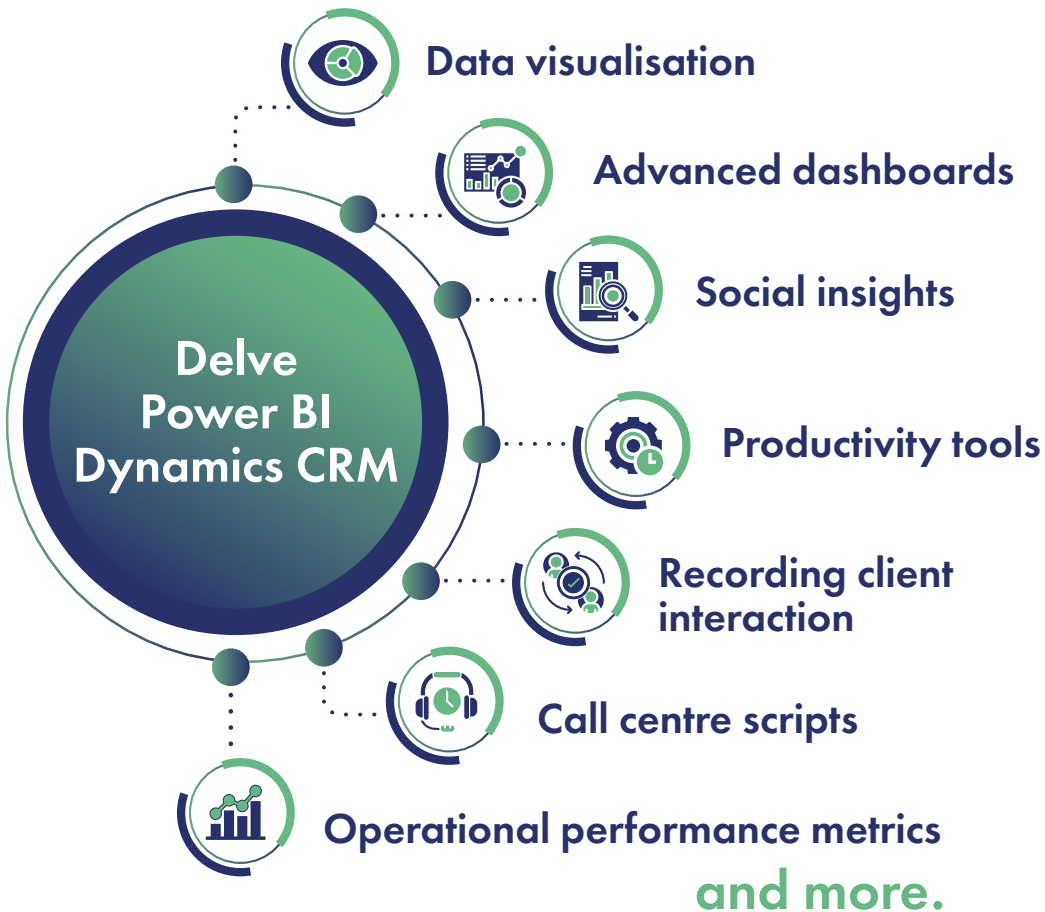 Data visualisation
Advanced dashboards
Social insights
Delve
Power BI
Dynamics CRM
Productivity tools
Recording client
interaction
Call centre scripts
Operational performance metrics
and more.